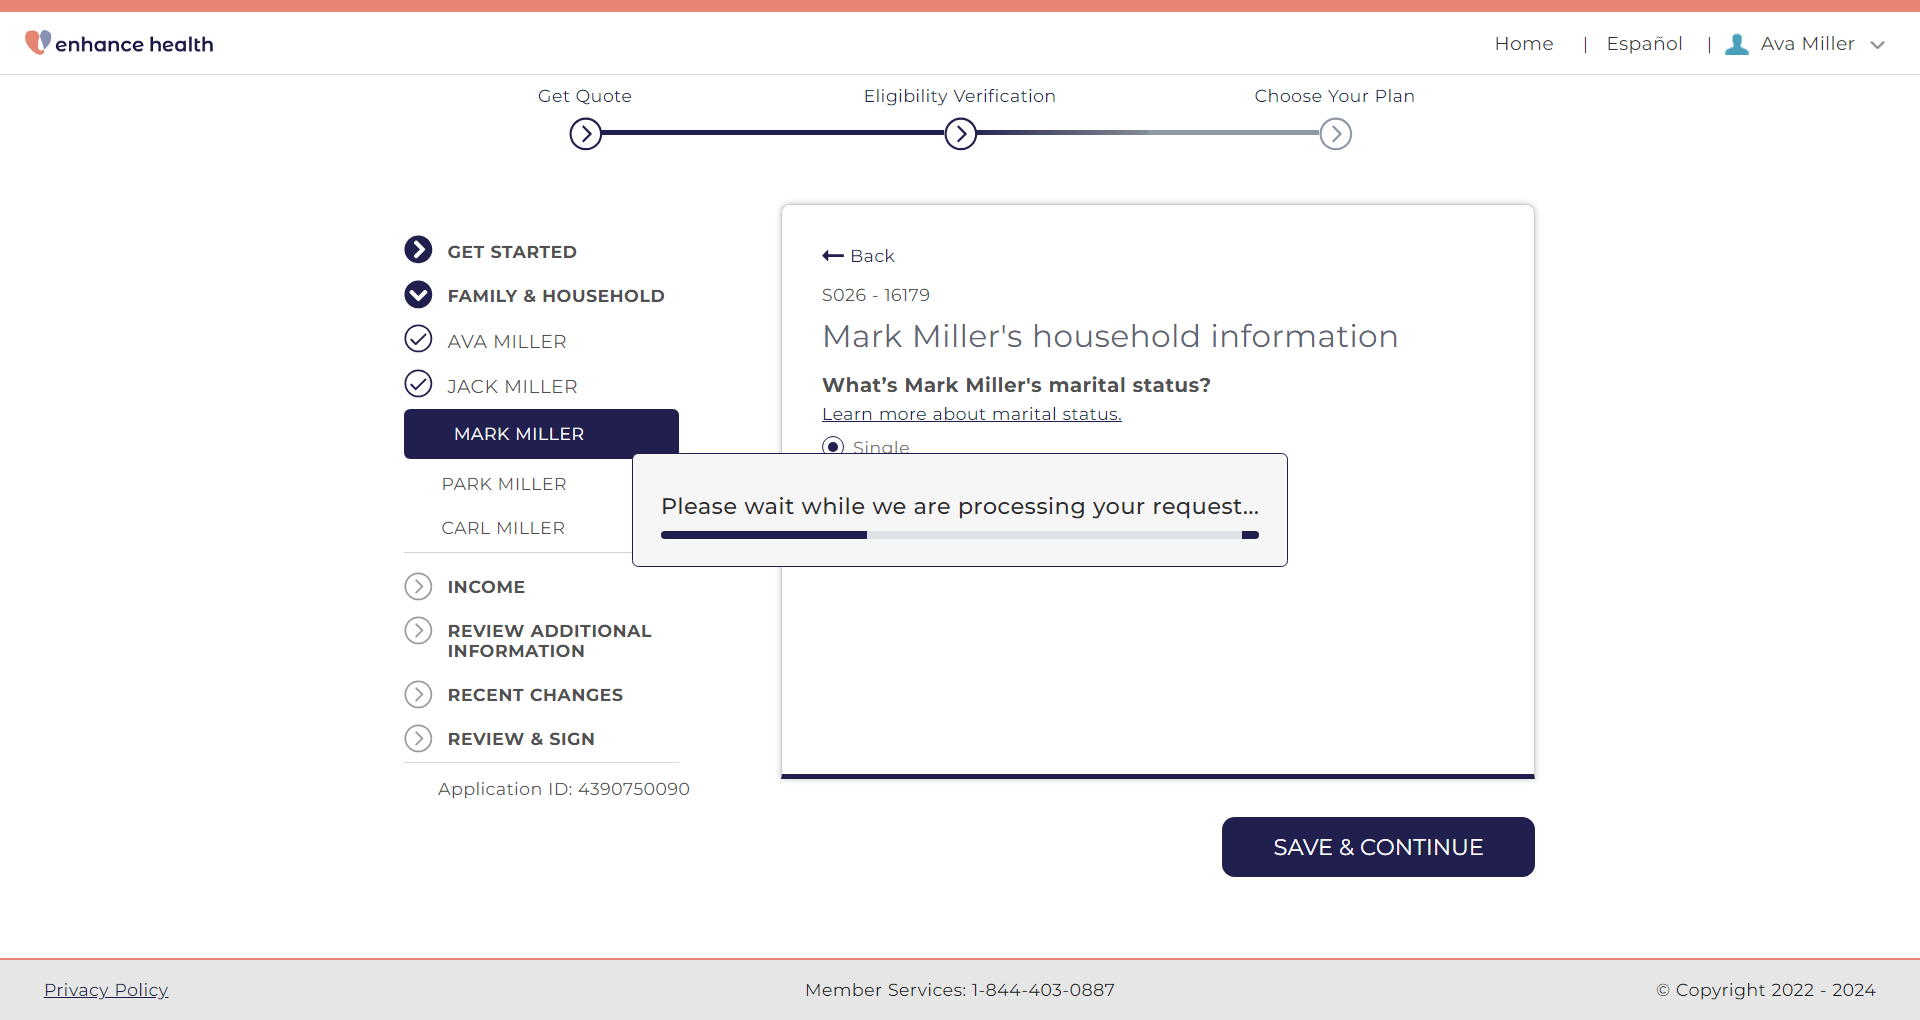 enhance health
Home | Español | Ava Miller
Get Quote
Eligibility Verification
Choose Your Plan
GET STARTED
FAMILY & HOUSEHOLD
AVA MILLER
JACK MILLER
MARK MILLER
PARK MILLER
CARL MILLER
INCOME
REVIEW ADDITIONAL
INFORMATION
RECENT CHANGES
REVIEW & SIGN
Application ID: 4390750090
Back
S026 - 16179
Mark Miller's household information
What’s Mark Miller's marital status?
Learn more about marital status.
Single
Please wait while we are processing your request...
SAVE & CONTINUE
Privacy Policy
Member Services: 1-844-403-0887
© Copyright 2022 - 2024